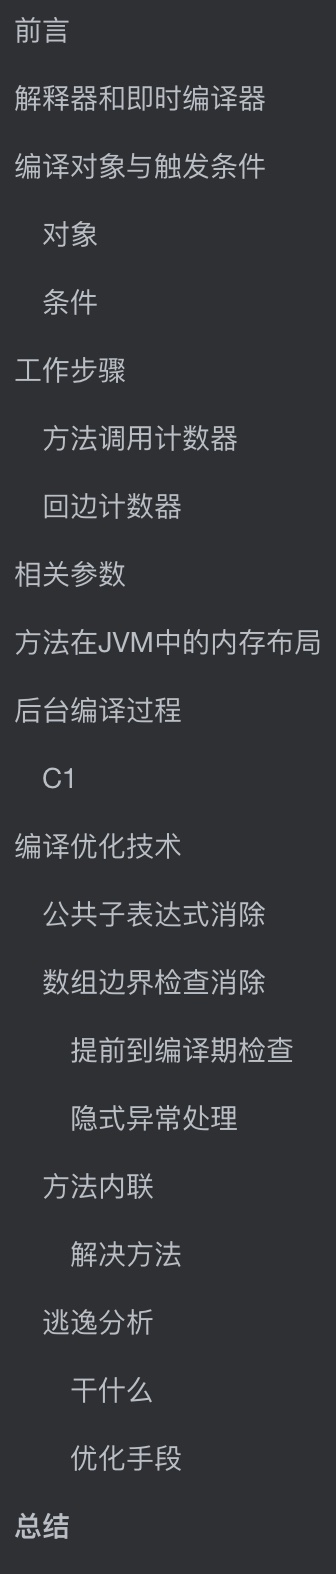 前言
解释器和即时编译器
编译对象与触发条件
对象
条件
工作步骤
方法调用计数器
回边计数器
相关参数
方法在JVM中的内存布局
后台编译过程
C1
编译优化技术
公共子表达式消除
数组边界检查消除
提前到编译期检查
隐式异常处理
方法内联
解决方法
逃逸分析
干什么
优化手段
总结